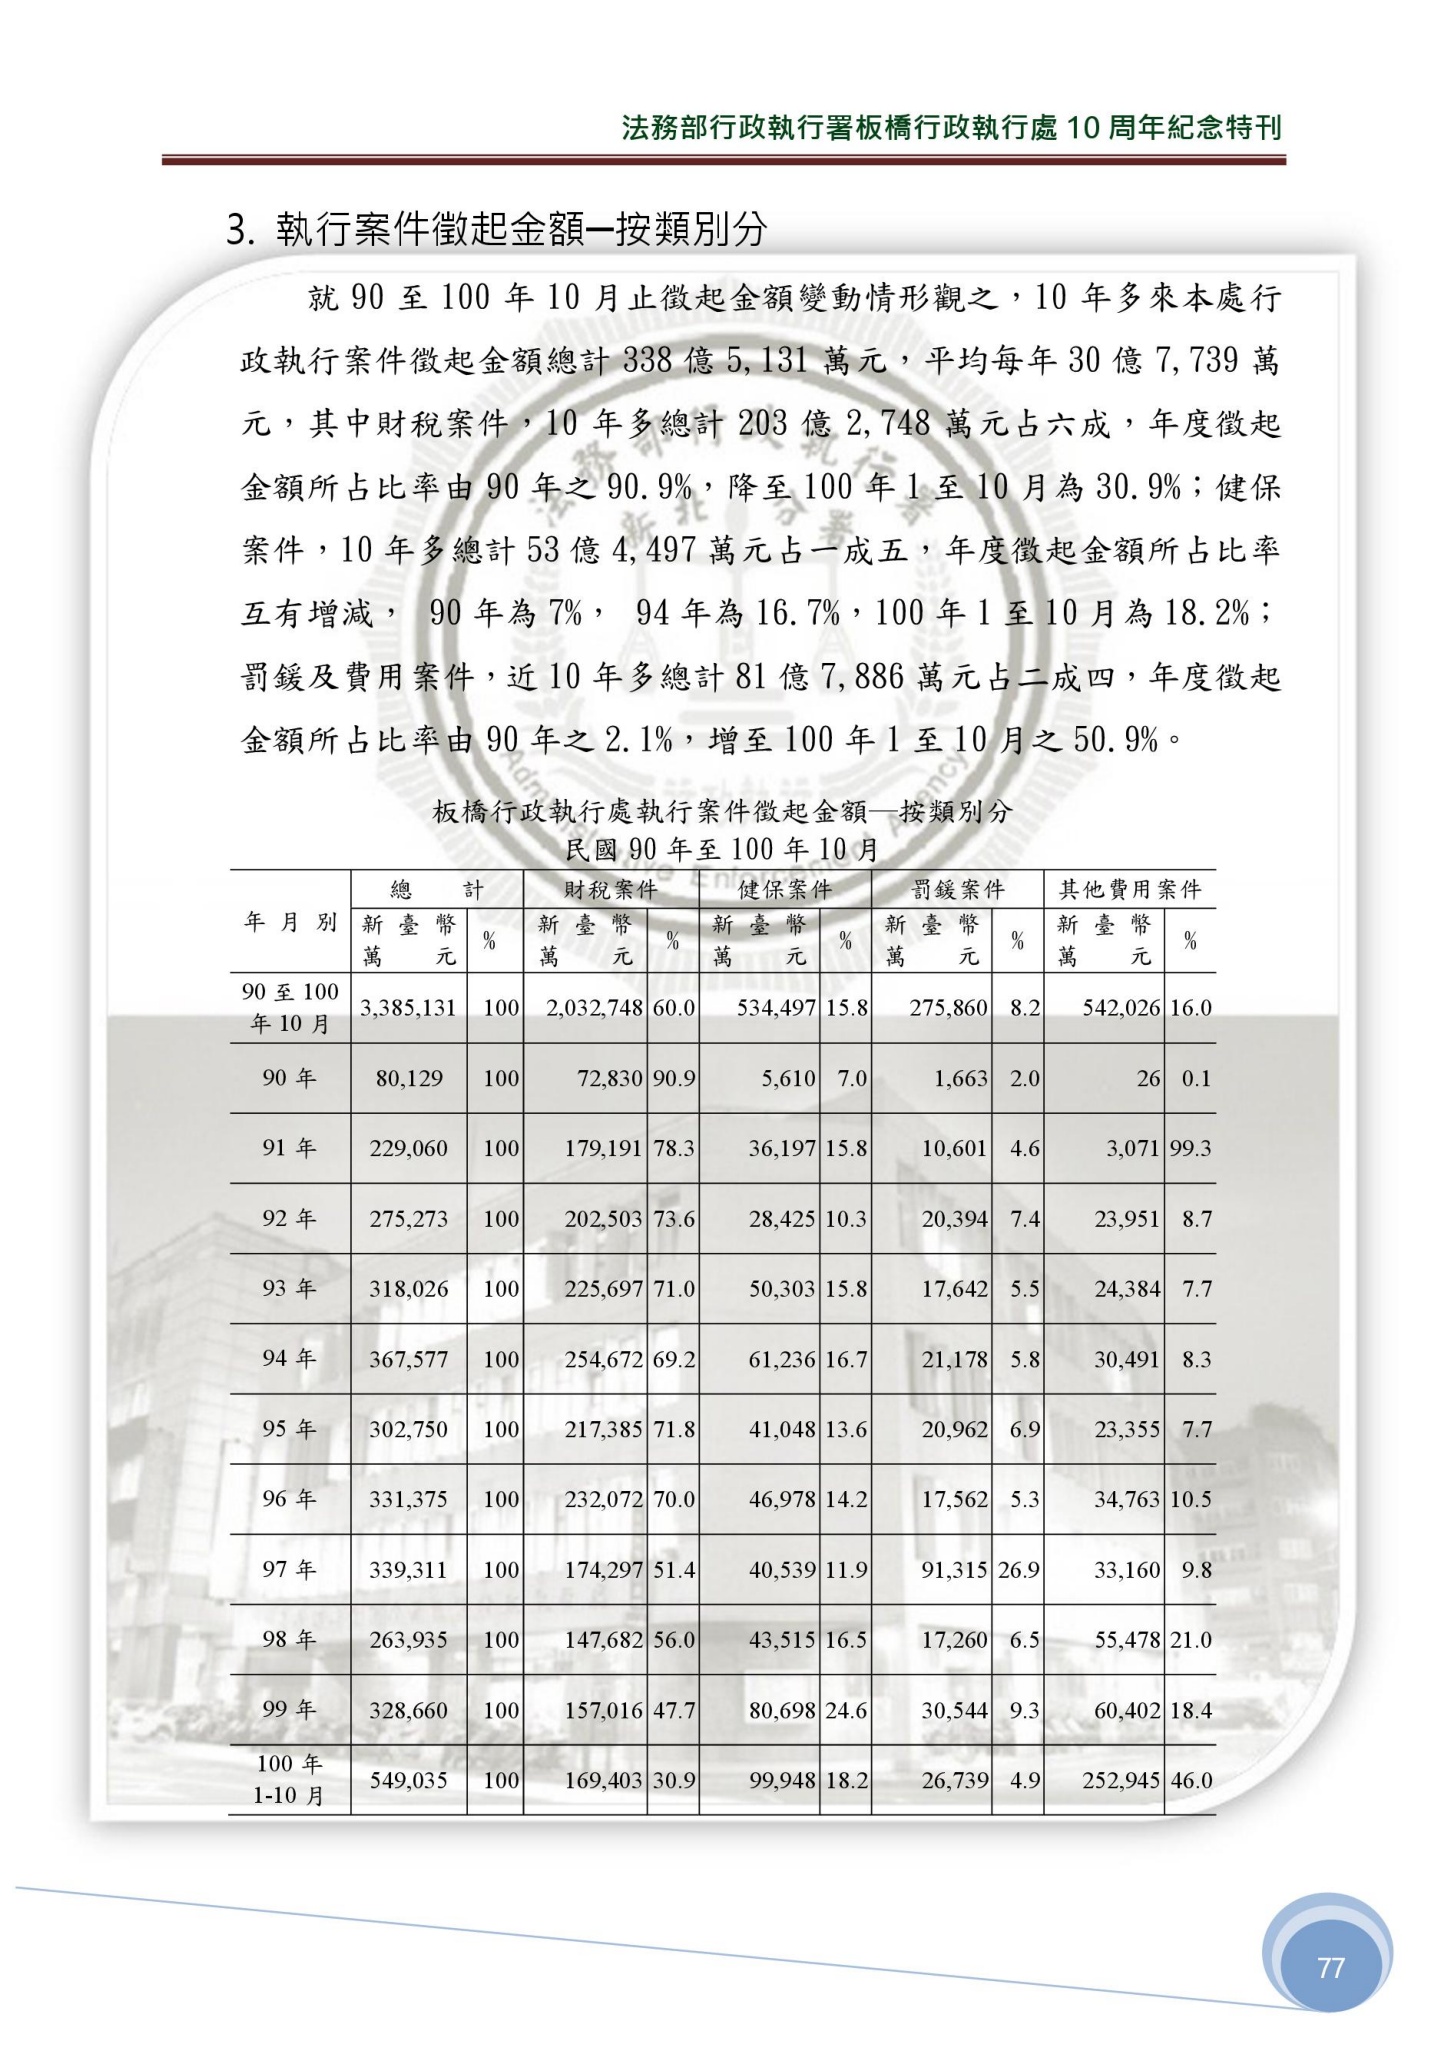 法務部行政執行署板橋行政執行處 10 周年紀念特刊
3. 執行案件徵起金額─按類別分
就 90 至 100 年 10 月止徵起金額變動情形觀之，10 年多來本處行
政執行案件徵起金額總計 338 億 5,131 萬元，平均每年 30 億 7,739 萬
元，其中財稅案件，10 年多總計 203 億 2,748 萬元占六成，年度徵起
金額所占比率由 90 年之 90.9%，降至 100 年 1 至 10 月為 30.9%；健保
案件，10 年多總計 53 億 4,497 萬元占一成五，年度徵起金額所占比率
互有增減， 90 年為 7%， 94 年為 16.7%，100 年 1 至 10 月為 18.2%；
罰鍰及費用案件，近 10 年多總計 81 億 7,886 萬元占二成四，年度徵起
金額所占比率由 90 年之 2.1%，增至 100 年 1 至 10 月之 50.9%。
法務部行政執行署
新北分署
Administrative Enforcement Agency
板橋行政執行處執行案件徵起金額─按類別分
民國 90 年至 100 年 10 月
年 月 別 總 計 財稅案件 健保案件 罰鍰案件 其他費用案件
新臺幣萬元 % 新臺幣萬元 % 新臺幣萬元 % 新臺幣萬元 % 新臺幣萬元 %
90 至 100 年 10 月 3,385,131 100 2,032,748 60.0 534,497 15.8 275,860 8.2 542,026 16.0
90 年 80,129 100 72,830 90.9 5,610 7.0 1,663 2.0 26 0.1
91 年 229,060 100 179,191 78.3 36,197 15.8 10,601 4.6 3,071 99.3
92 年 275,273 100 202,503 73.6 28,425 10.3 20,394 7.4 23,951 8.7
93 年 318,026 100 225,697 71.0 50,303 15.8 17,642 5.5 24,384 7.7
94 年 367,577 100 254,672 69.2 61,236 16.7 21,178 5.8 30,491 8.3
95 年 302,750 100 217,385 71.8 41,048 13.6 20,962 6.9 23,355 7.7
96 年 331,375 100 232,072 70.0 46,978 14.2 17,562 5.3 34,763 10.5
97 年 339,311 100 174,297 51.4 40,539 11.9 91,315 26.9 33,160 9.8
98 年 263,935 100 147,682 56.0 43,515 16.5 17,260 6.5 55,478 21.0
99 年 328,660 100 157,016 47.7 80,698 24.6 30,544 9.3 60,402 18.4
100 年 1-10 月 549,035 100 169,403 30.9 99,948 18.2 26,739 4.9 252,945 46.0
77